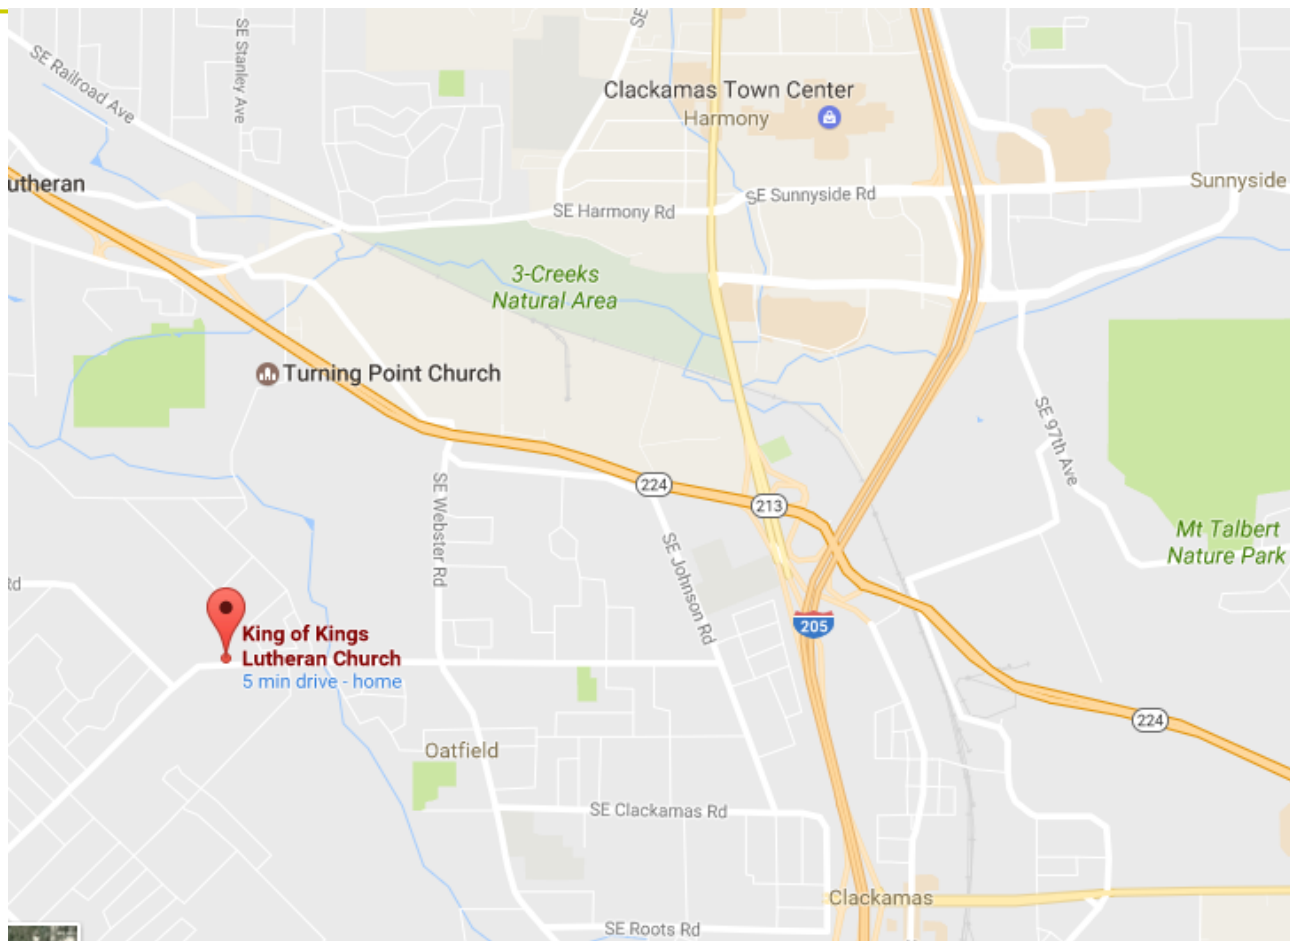 SE
SE Stanley Ave
SE Railroad Ave
Clackamas Town Center
Harmony
utheran
Sunnyside
SE Sunnyside Rd
SE Harmony Rd
3-Creeks
Natural Area
Turning Point Church
SE 97th Ave
SE Webster Rd
224
213
Mt Talbert
Nature Park
SE Johnson Rd
Rd
205
King of Kings
Lutheran Church
5 min drive - home
224
Oatfield
SE Clackamas Rd
Clackamas
SE Roots Rd